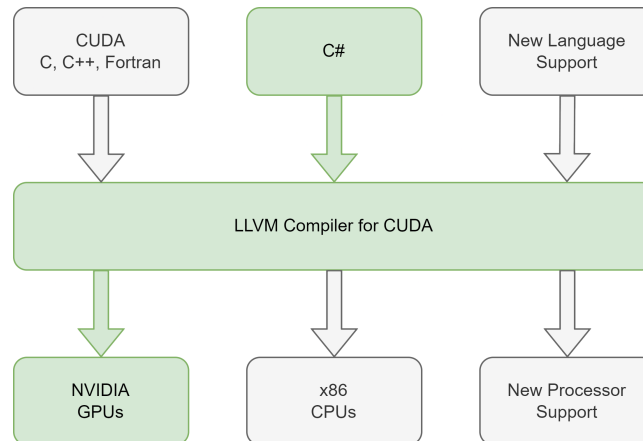 CUDA
C, C++, Fortran
C#
New Language
Support
LLVM Compiler for CUDA
NVIDIA
GPUs
x86
CPUs
New Processor
Support